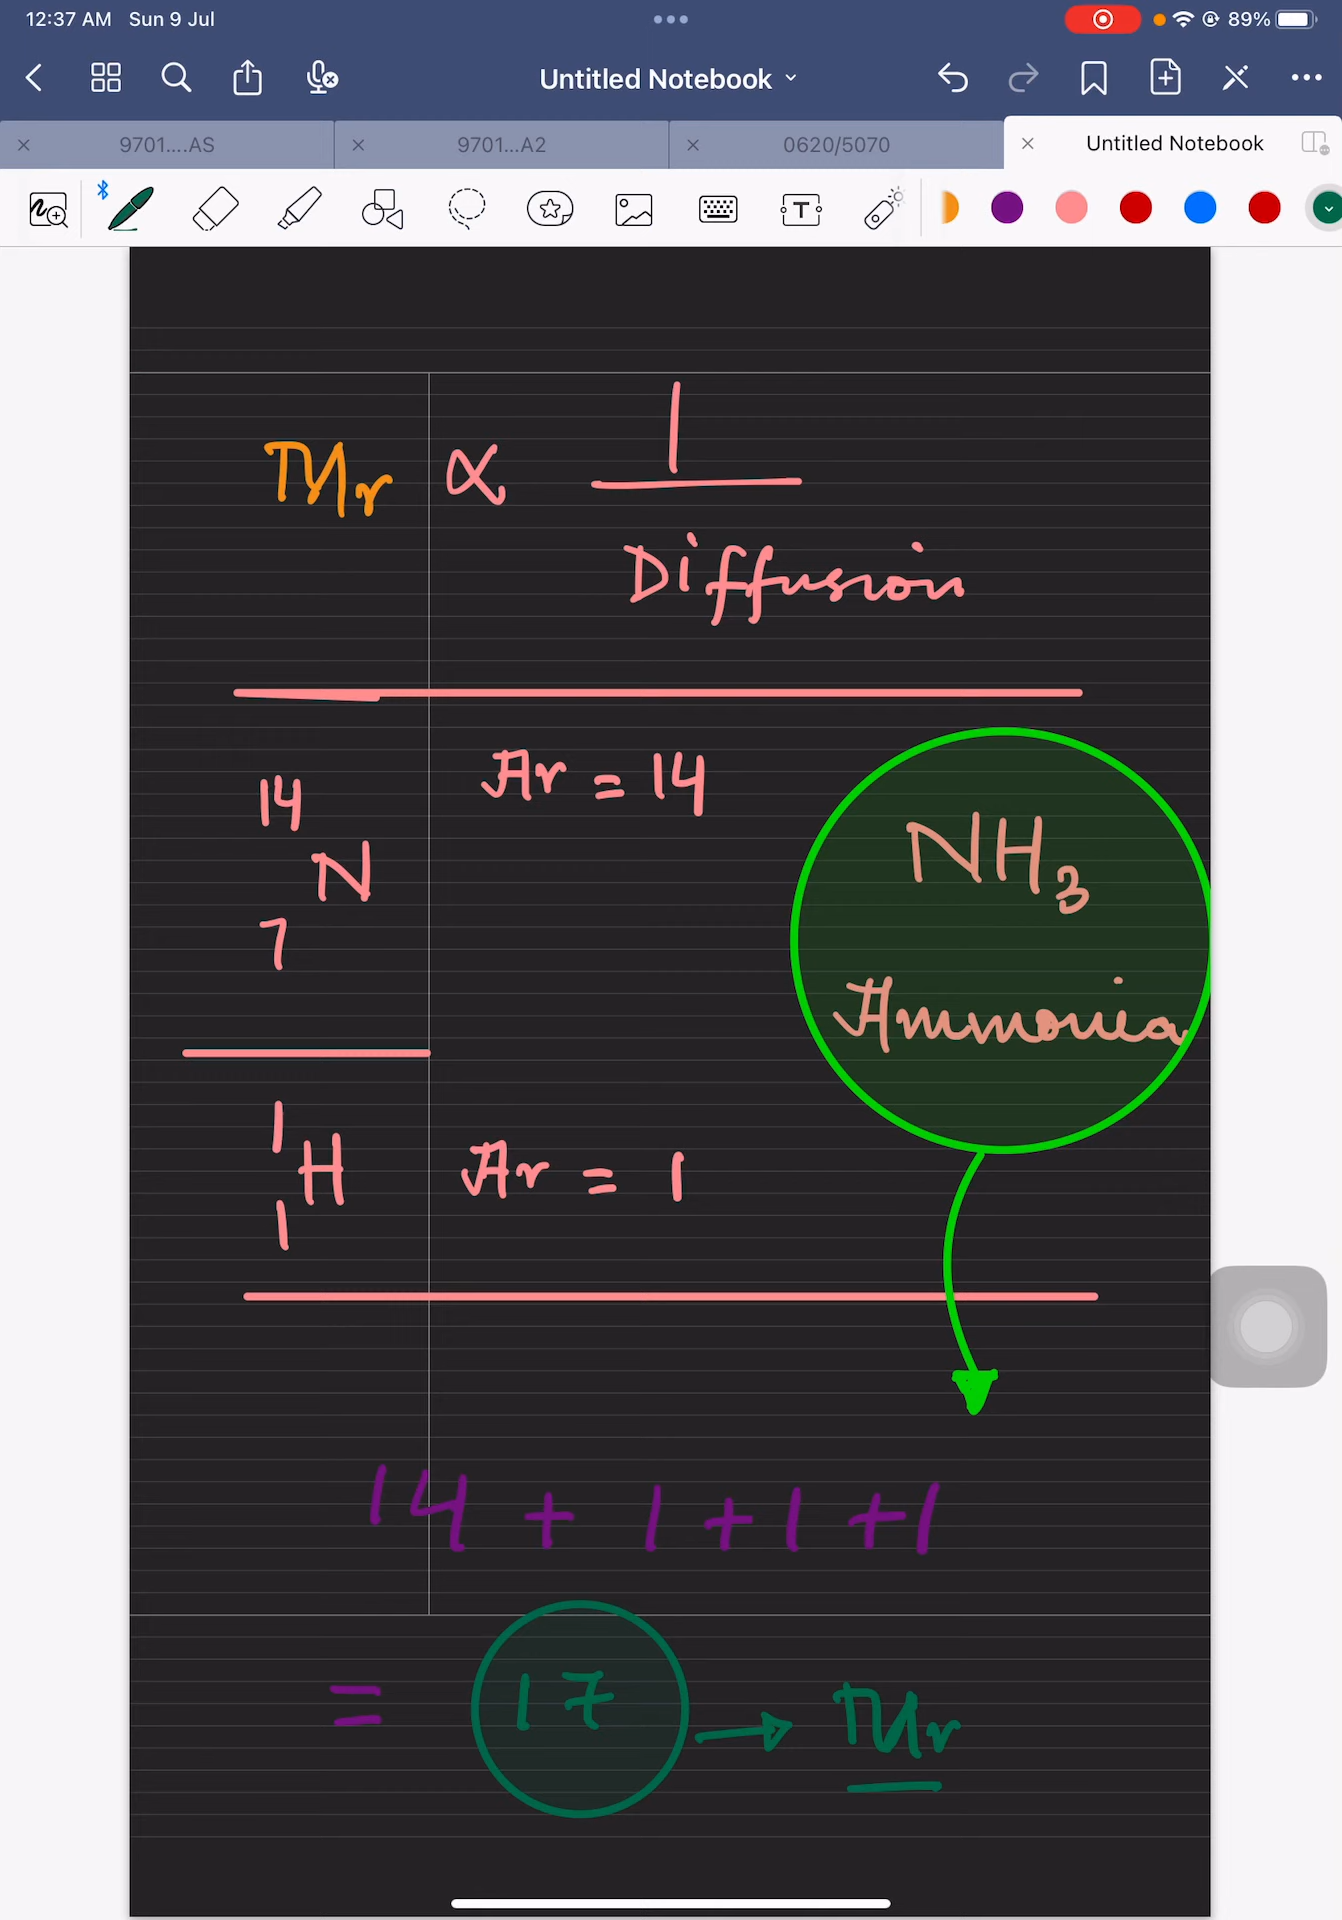 12:37 AM Sun 9 Jul 89%
Untitled Notebook
9701....AS 9701...A2 0620/5070 Untitled Notebook
T
Mr ∝ 1
Diffusion
Ar = 14
14
N
7
NH3
Ammonia
1
H Ar = 1
1
14 + 1 + 1 + 1
= 17 → Mr